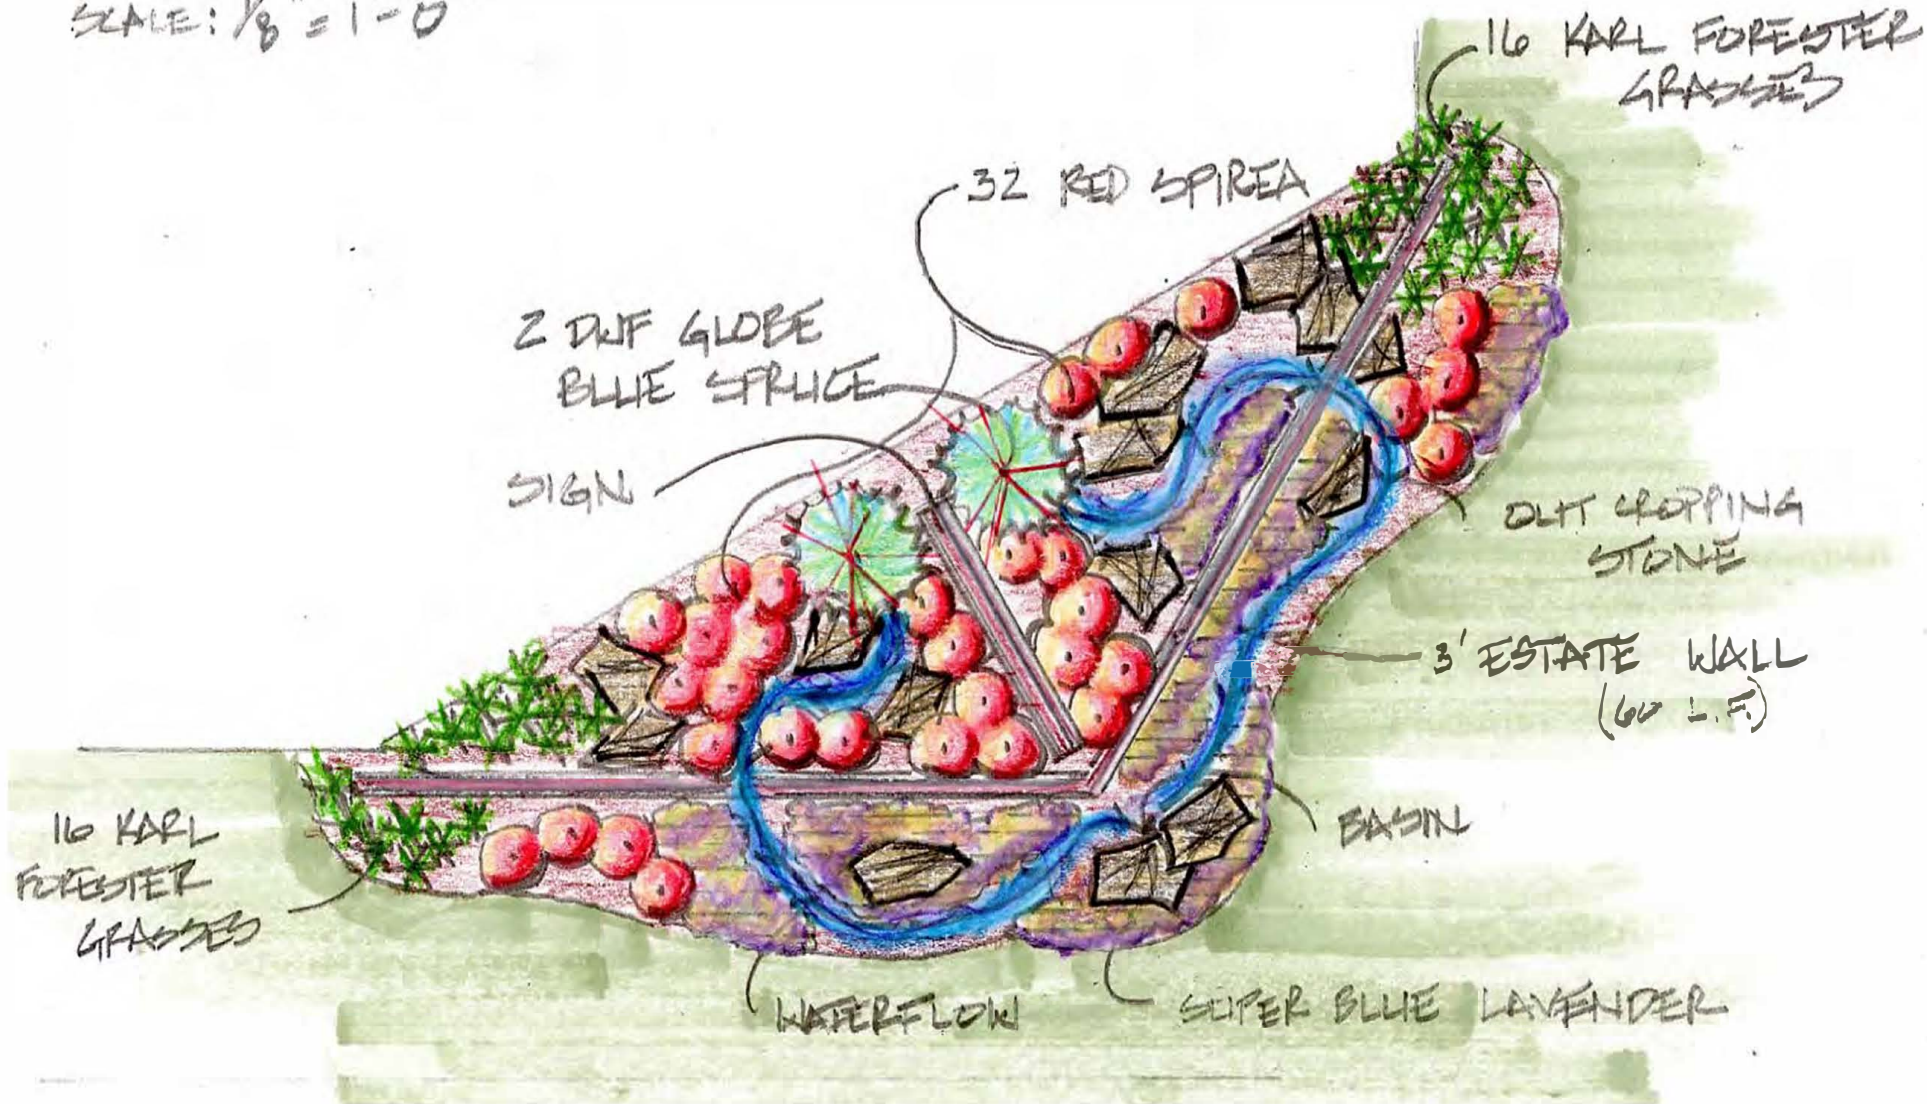 SCALE: 1/8" = 1'-0
16 KARL FORESTER
GRASSES
32 RED SPIREA
2 DWF GLOBE
BLUE SPRUCE
SIGN
OUT CROPPING
STONE
3' ESTATE WALL
(60 L.F.)
BASIN
16 KARL
FORESTER
GRASSES
WATERFLOW
SUPER BLUE LAVENDER